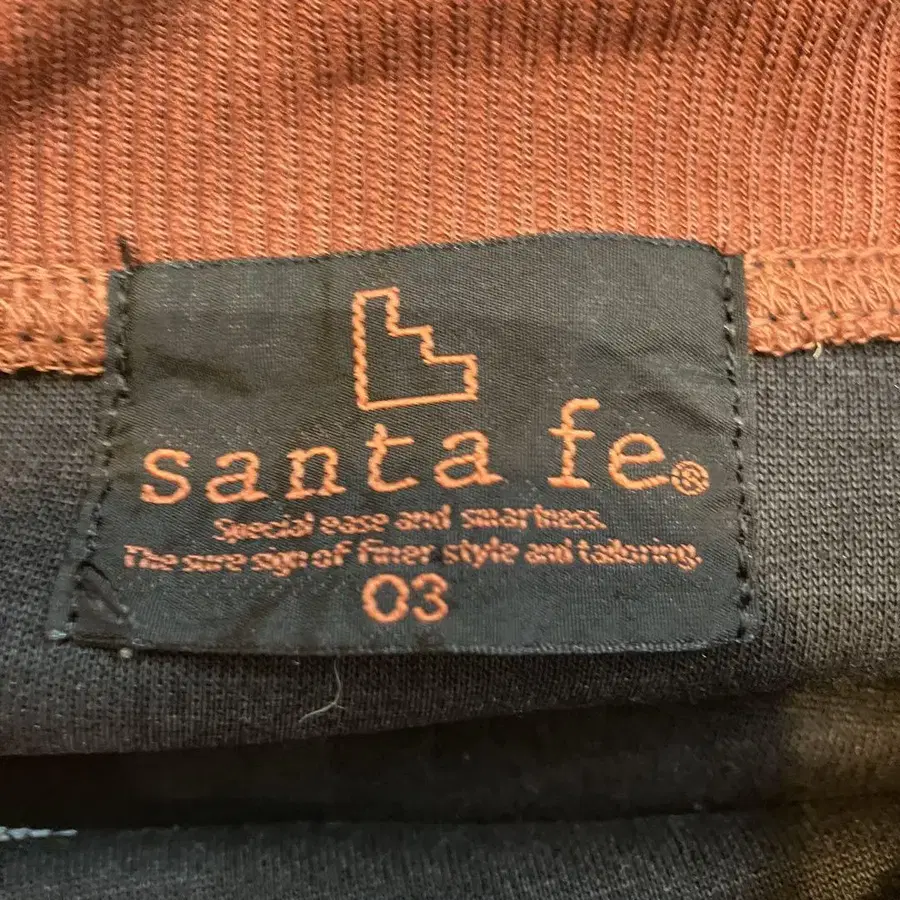 santa fe®
Special ease and smartness.
The sure sign of finer style and tailoring.
03